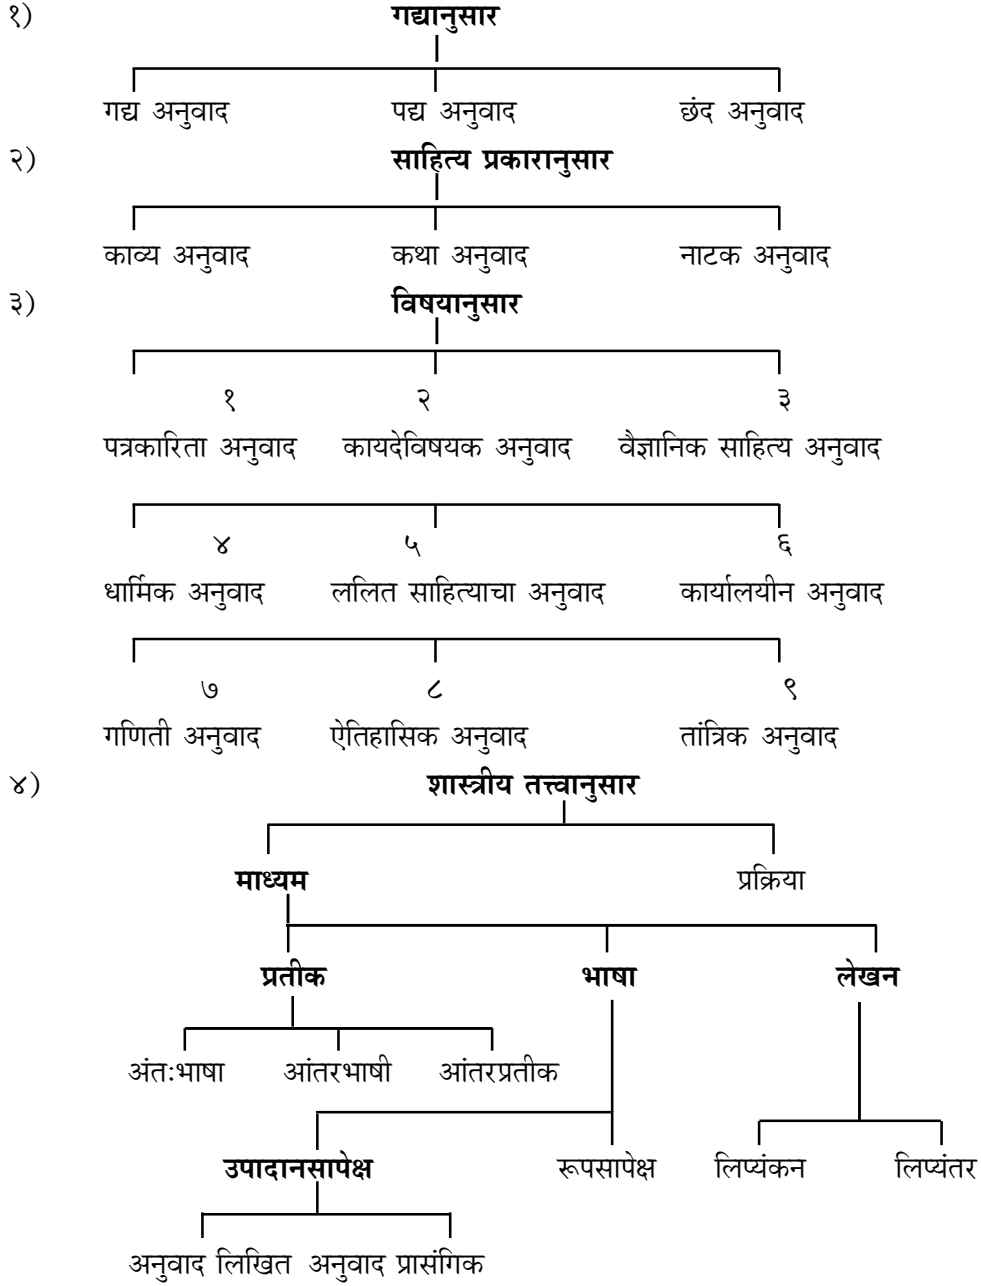 १) गद्यानुसार
गद्य अनुवाद पद्य अनुवाद छंद अनुवाद
२) साहित्य प्रकारानुसार
काव्य अनुवाद कथा अनुवाद नाटक अनुवाद
३) विषयानुसार
१ २ ३
पत्रकारिता अनुवाद कायदेविषयक अनुवाद वैज्ञानिक साहित्य अनुवाद
४ ५ ६
धार्मिक अनुवाद ललित साहित्याचा अनुवाद कार्यालयीन अनुवाद
७ ८ ९
गणिती अनुवाद ऐतिहासिक अनुवाद तांत्रिक अनुवाद
४) शास्त्रीय तत्त्वानुसार
माध्यम प्रक्रिया
प्रतीक भाषा लेखन
अंतःभाषा आंतरभाषी आंतरप्रतीक
उपादानसापेक्ष रूपसापेक्ष लिप्यंकन लिप्यंतर
अनुवाद लिखित अनुवाद प्रासंगिक